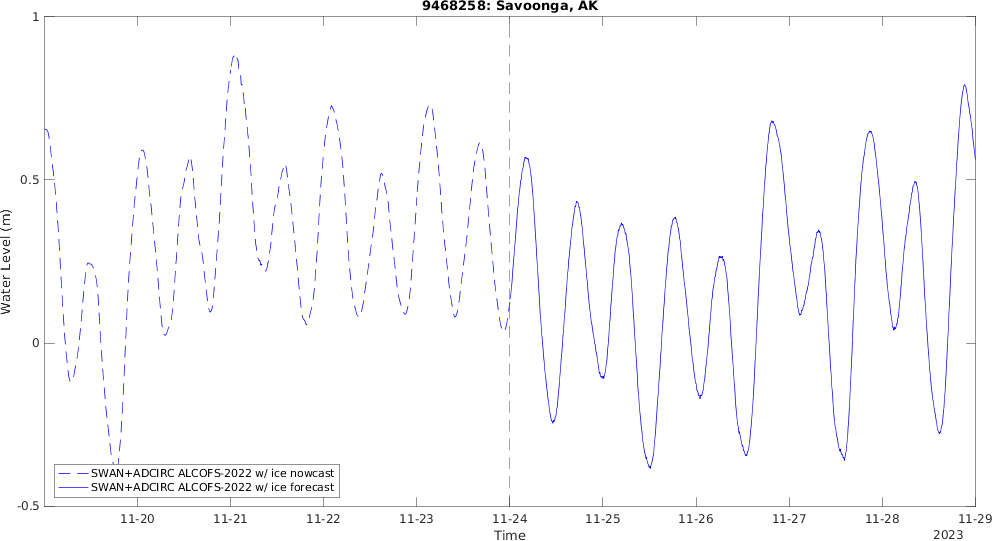 9468258: Savoonga, AK
1
0.5
0
-0.5
Water Level (m)
SWAN+ADCIRC ALCOFS-2022 w/ ice nowcast
SWAN+ADCIRC ALCOFS-2022 w/ ice forecast
11-20 11-21 11-22 11-23 11-24 11-25 11-26 11-27 11-28 11-29
Time
2023